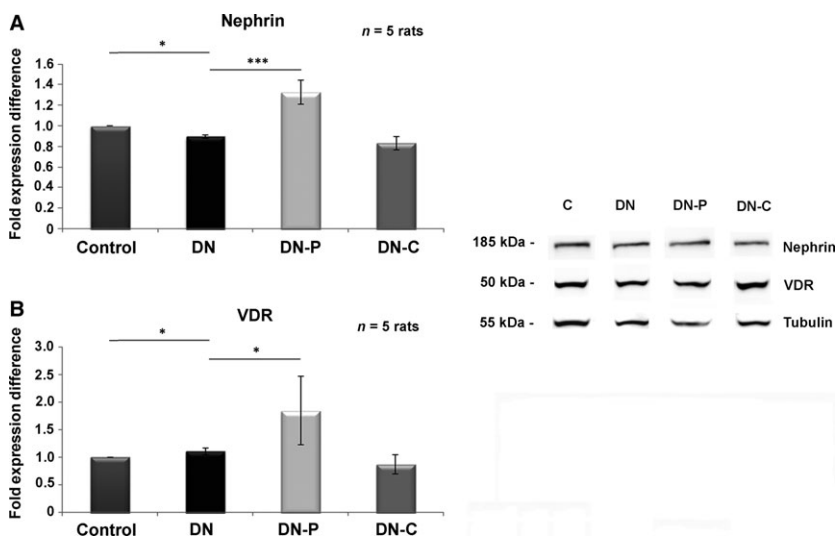 A
Nephrin
n = 5 rats
*
***
Fold expression difference
1.6
1.4
1.2
1.0
0.8
0.6
0.4
0.2
0
Control DN DN-P DN-C
B
VDR
n = 5 rats
*
*
Fold expression difference
3.0
2.5
2.0
1.5
1.0
0.5
0
Control DN DN-P DN-C
C DN DN-P DN-C
185 kDa - Nephrin
50 kDa - VDR
55 kDa - Tubulin